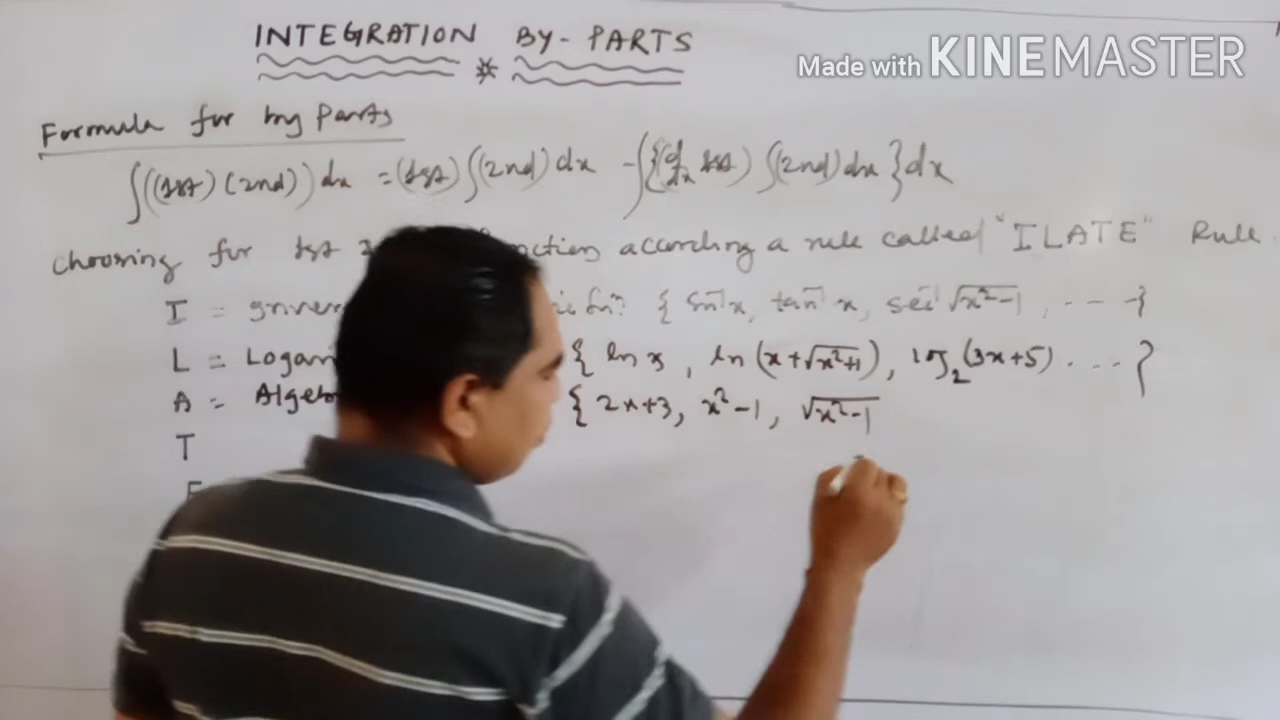 INTEGRATION BY-PARTS
Made with KINEMASTER
Formula for by Parts
∫((1st)(2nd)) dx = (1st) ∫(2nd) dx - ∫{(d/dx 1st) ∫(2nd) dx} dx
choosing for 1st according a rule called "ILATE" Rule.
I = {sin⁻¹x, tan⁻¹x, sec⁻¹√(x²-1), ---}
L = {ln x, ln(x+√(x²+1)), log₂(3x+5) ...}
A = {2x+3, x²-1, √(x²-1)
T